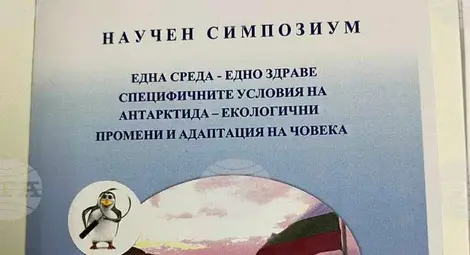 НАУЧЕН СИМПОЗИУМ
ЕДНА СРЕДА - ЕДНО ЗДРАВЕ
СПЕЦИФИЧНИТЕ УСЛОВИЯ НА
АНТАРКТИДА – ЕКОЛОГИЧНИ
ПРОМЕНИ И АДАПТАЦИЯ НА ЧОВЕКА